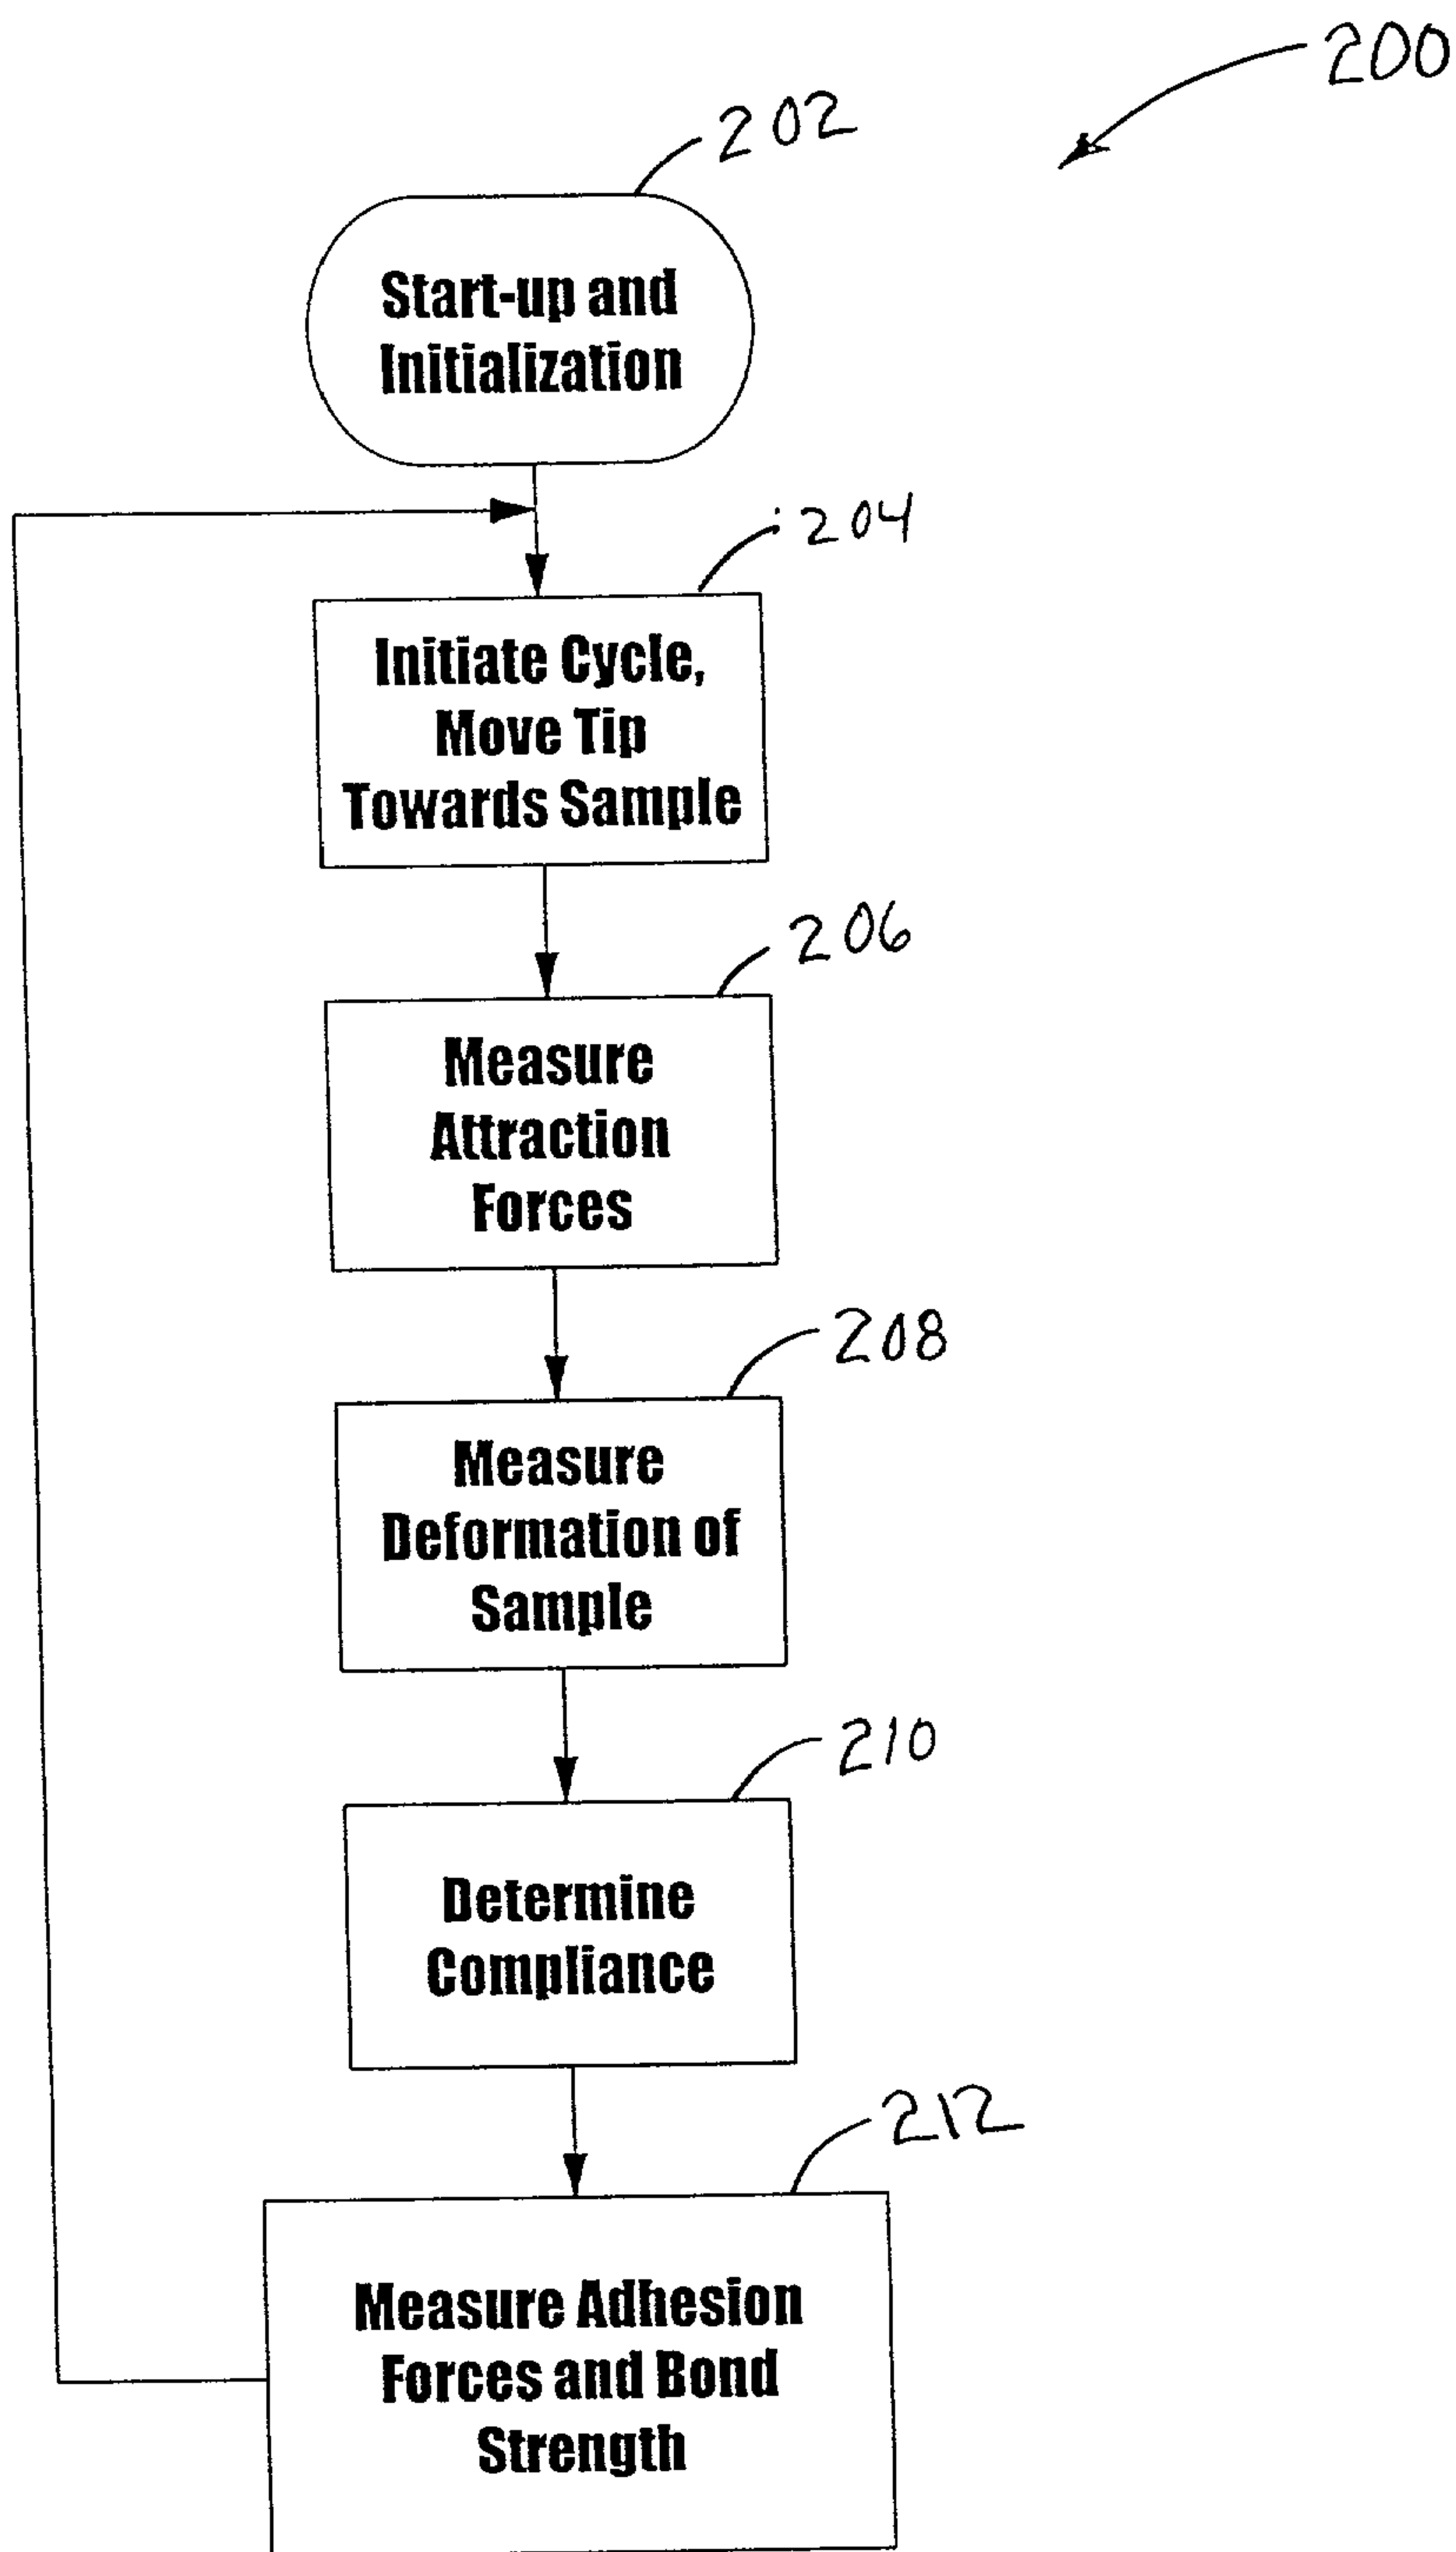 200
202
Start-up and
Initialization
204
Initiate Cycle,
Move Tip
Towards Sample
206
Measure
Attraction
Forces
208
Measure
Deformation of
Sample
210
Determine
Compliance
212
Measure Adhesion
Forces and Bond
Strength